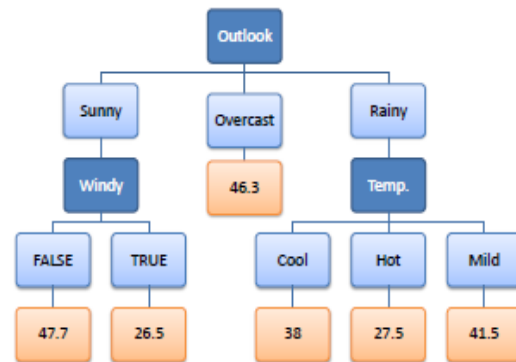 Outlook
Sunny Overcast Rainy
Windy 46.3 Temp.
FALSE TRUE Cool Hot Mild
47.7 26.5 38 27.5 41.5